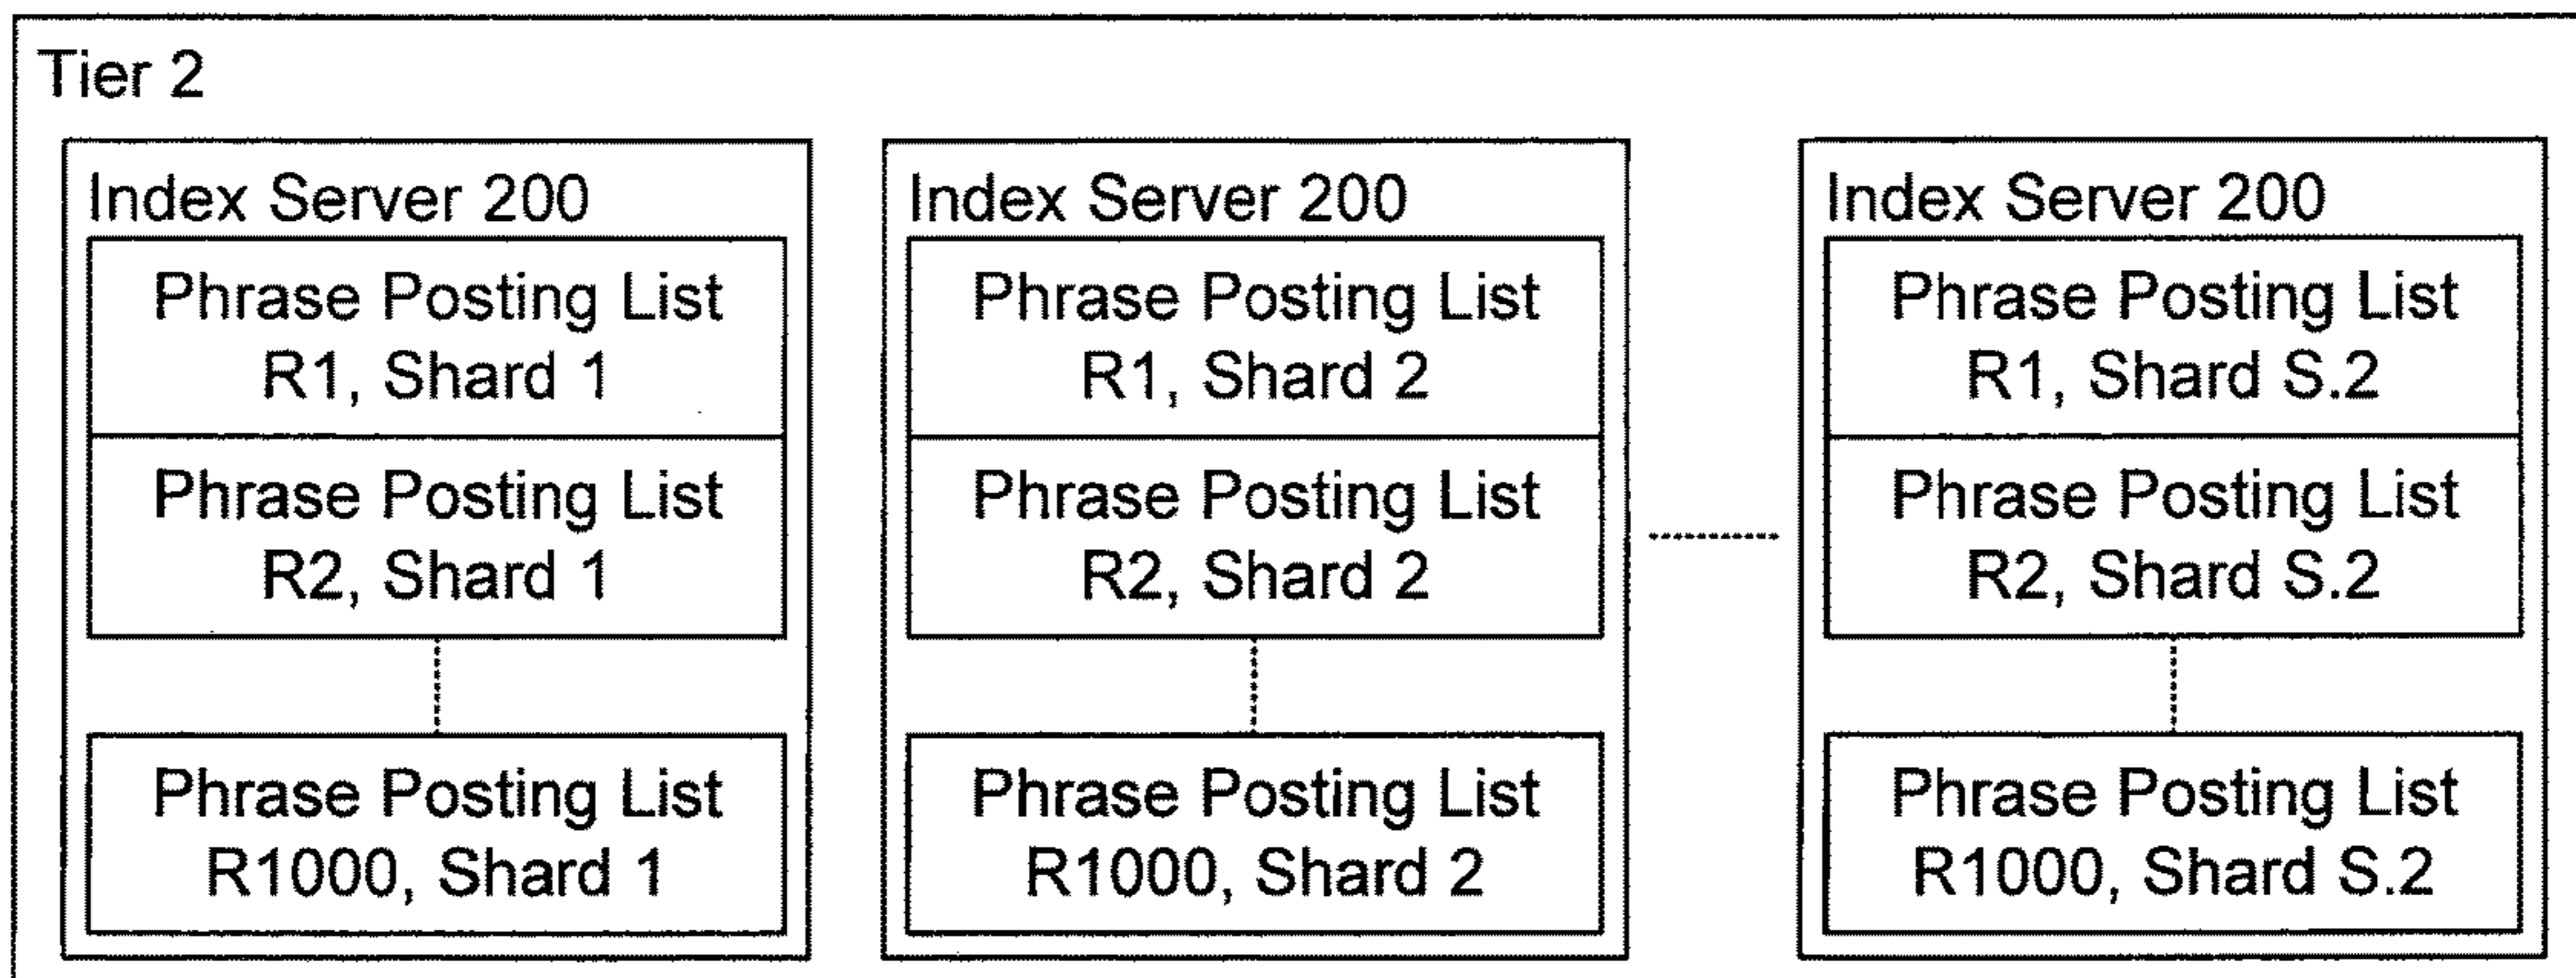 Tier 2
Index Server 200
Phrase Posting List
R1, Shard 1
Phrase Posting List
R2, Shard 1
Phrase Posting List
R1000, Shard 1
Index Server 200
Phrase Posting List
R1, Shard 2
Phrase Posting List
R2, Shard 2
Phrase Posting List
R1000, Shard 2
Index Server 200
Phrase Posting List
R1, Shard S.2
Phrase Posting List
R2, Shard S.2
Phrase Posting List
R1000, Shard S.2